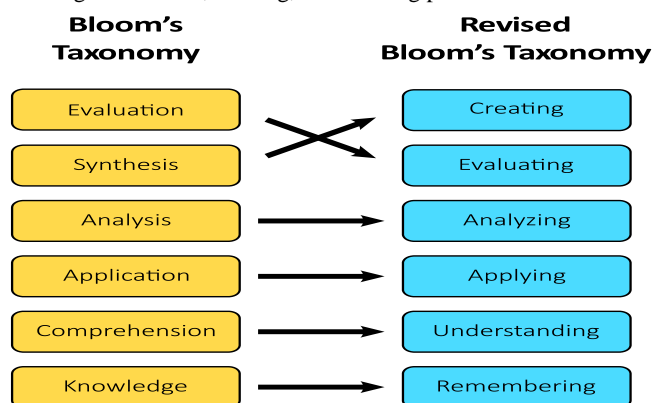 Bloom's Revised
Taxonomy Bloom's Taxonomy
Evaluation Creating
Synthesis Evaluating
Analysis Analyzing
Application Applying
Comprehension Understanding
Knowledge Remembering